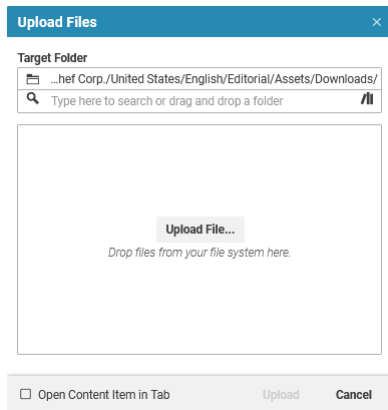 Upload Files
Target Folder
...hef Corp./United States/English/Editorial/Assets/Downloads/
Type here to search or drag and drop a folder
Upload File...
Drop files from your file system here.
Open Content Item in Tab
Upload
Cancel